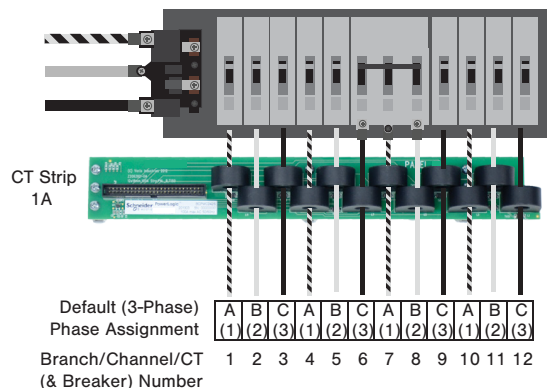 PANEL
CT Strip
1A
Schneider
PowerLogic
Default (3-Phase)
Phase Assignment
A B C A B C A B C A B C
(1) (2) (3) (1) (2) (3) (1) (2) (3) (1) (2) (3)
Branch/Channel/CT
(& Breaker) Number
1 2 3 4 5 6 7 8 9 10 11 12